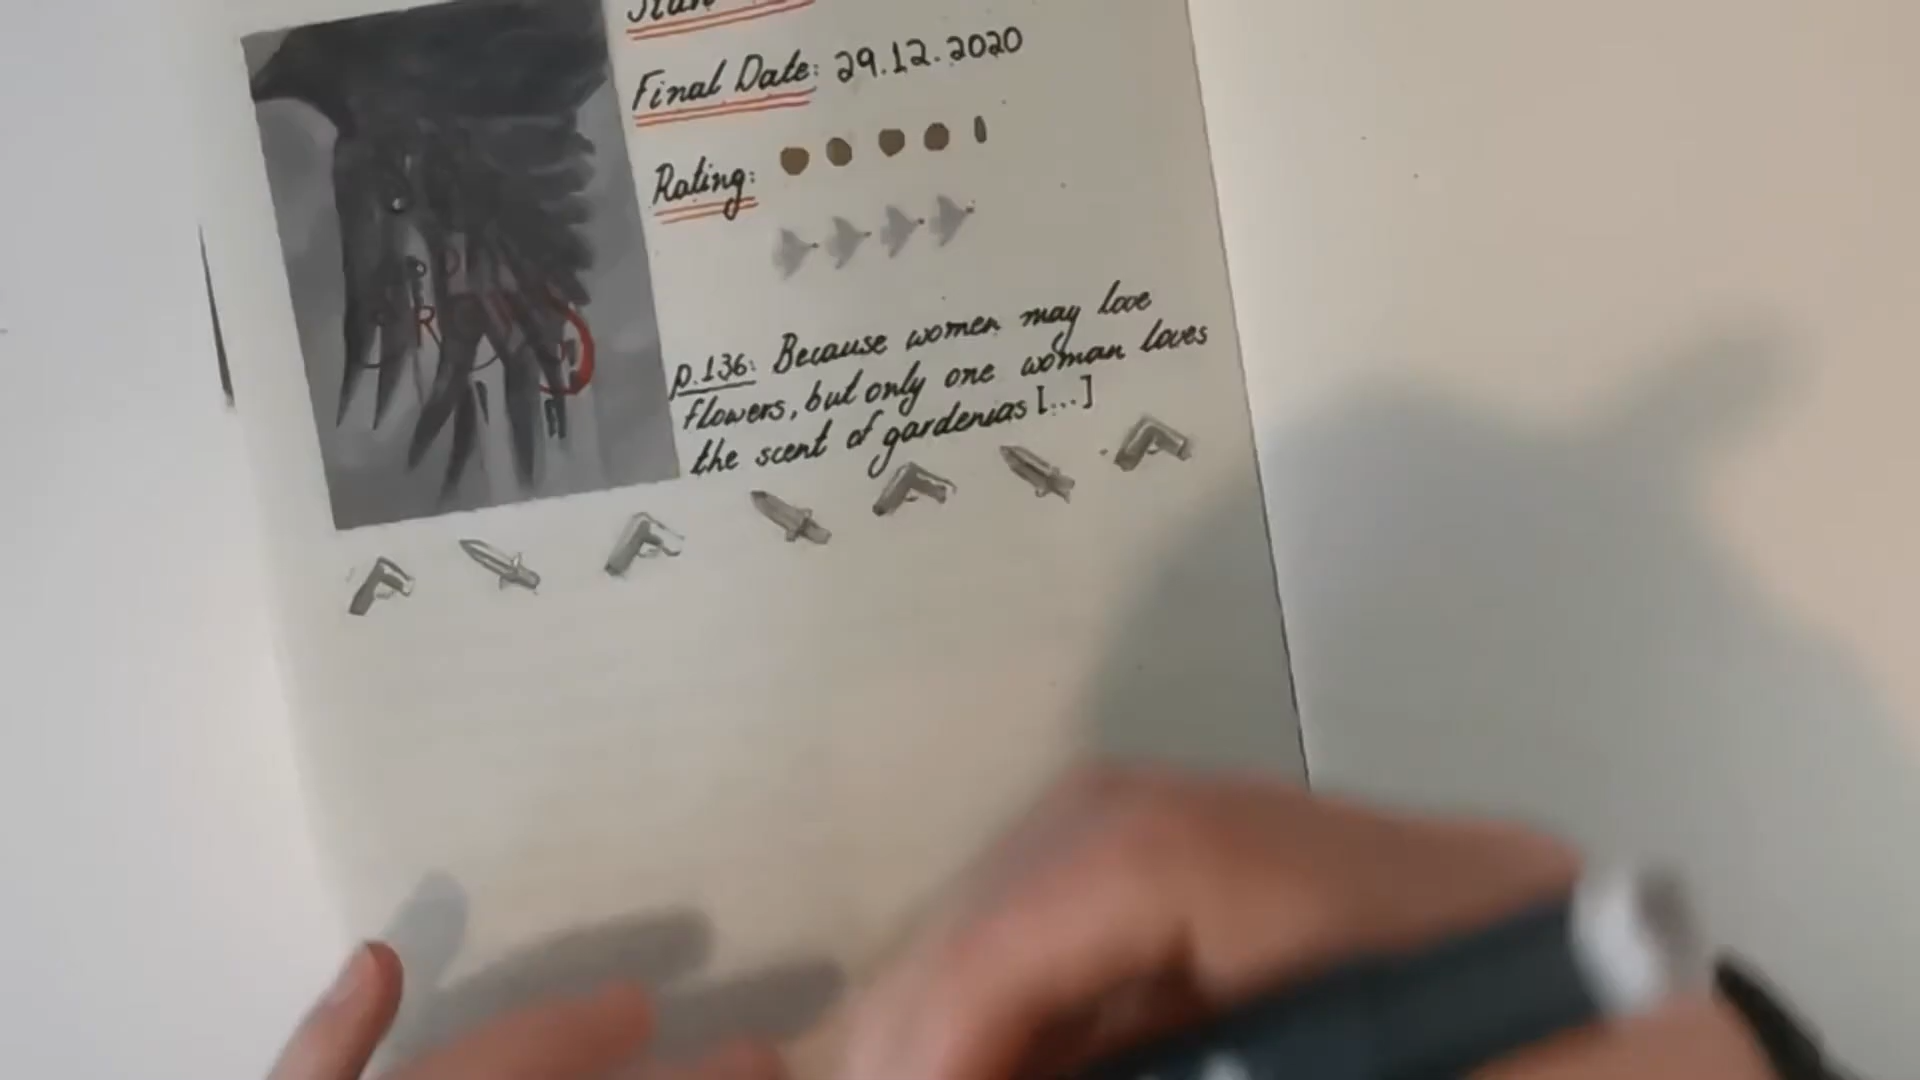 Final Date: 29.12.2020
Rating:
p.136: Because women may love
flowers, but only one woman loves
the scent of gardenias [...]